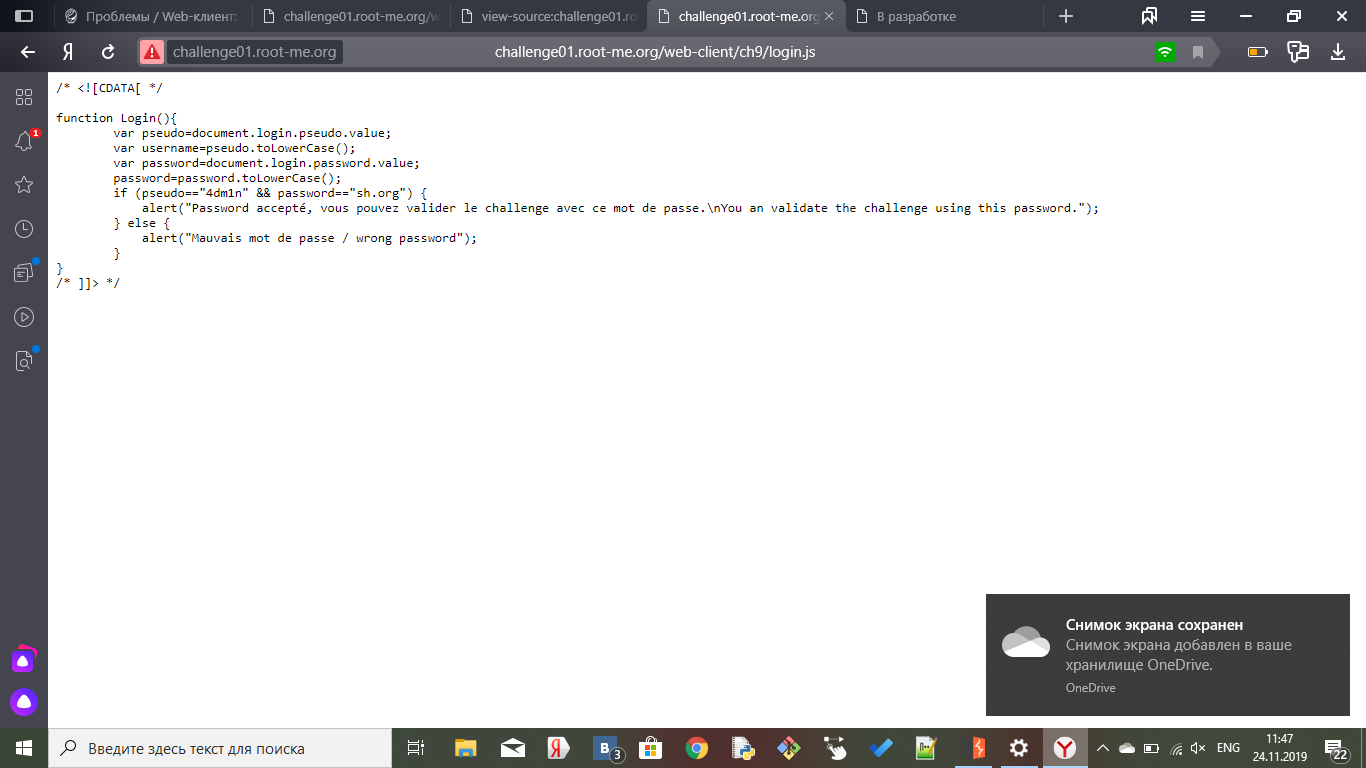 Проблемы / Web-клиент:
challenge01.root-me.org/w
view-source:challenge01.ro
challenge01.root-me.org
В разработке
Я
challenge01.root-me.org
challenge01.root-me.org/web-client/ch9/login.js
1
/* <![CDATA[ */
function Login(){
var pseudo=document.login.pseudo.value;
var username=pseudo.toLowerCase();
var password=document.login.password.value;
password=password.toLowerCase();
if (pseudo=="4dm1n" && password=="sh.org") {
alert("Password accepté, vous pouvez valider le challenge avec ce mot de passe.\nYou an validate the challenge using this password.");
} else {
alert("Mauvais mot de passe / wrong password");
}
}
/* ]]> */
Снимок экрана сохранен
Снимок экрана добавлен в ваше
хранилище OneDrive.
OneDrive
Введите здесь текст для поиска
Я
B
3
Y
ENG
11:47
24.11.2019
22